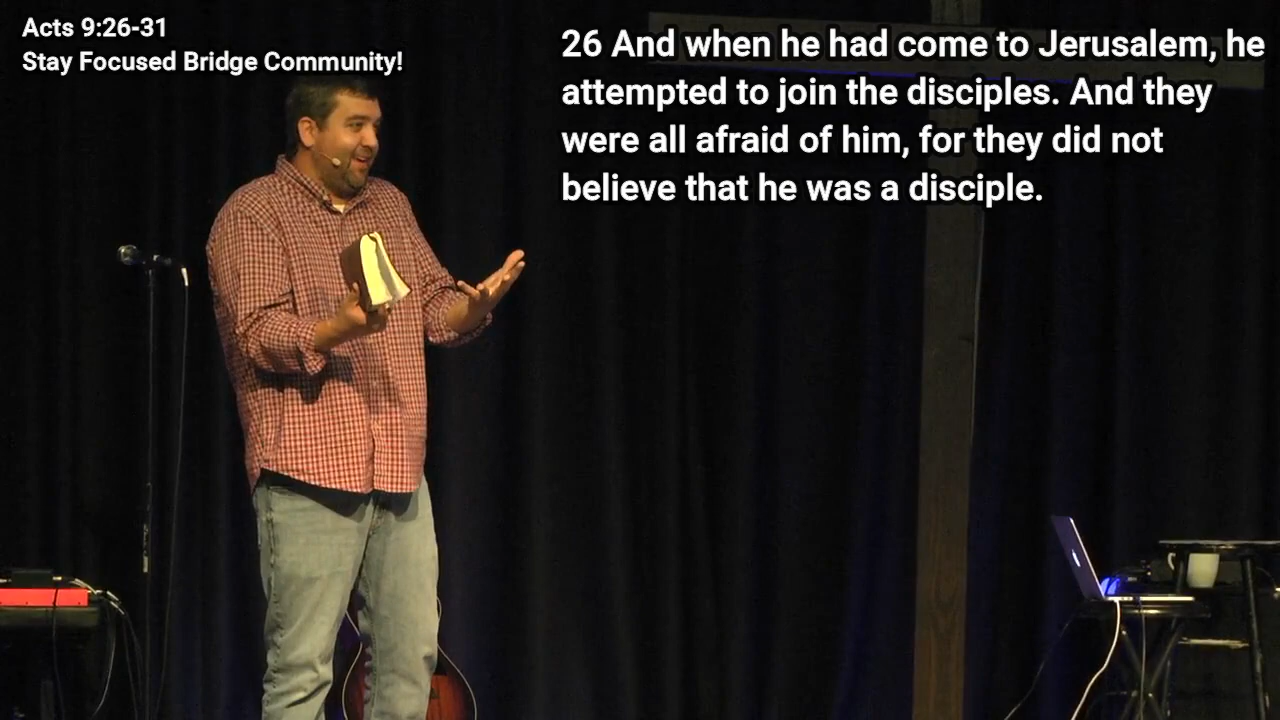 Acts 9:26-31
Stay Focused Bridge Community!
26 And when he had come to Jerusalem, he
attempted to join the disciples. And they
were all afraid of him, for they did not
believe that he was a disciple.